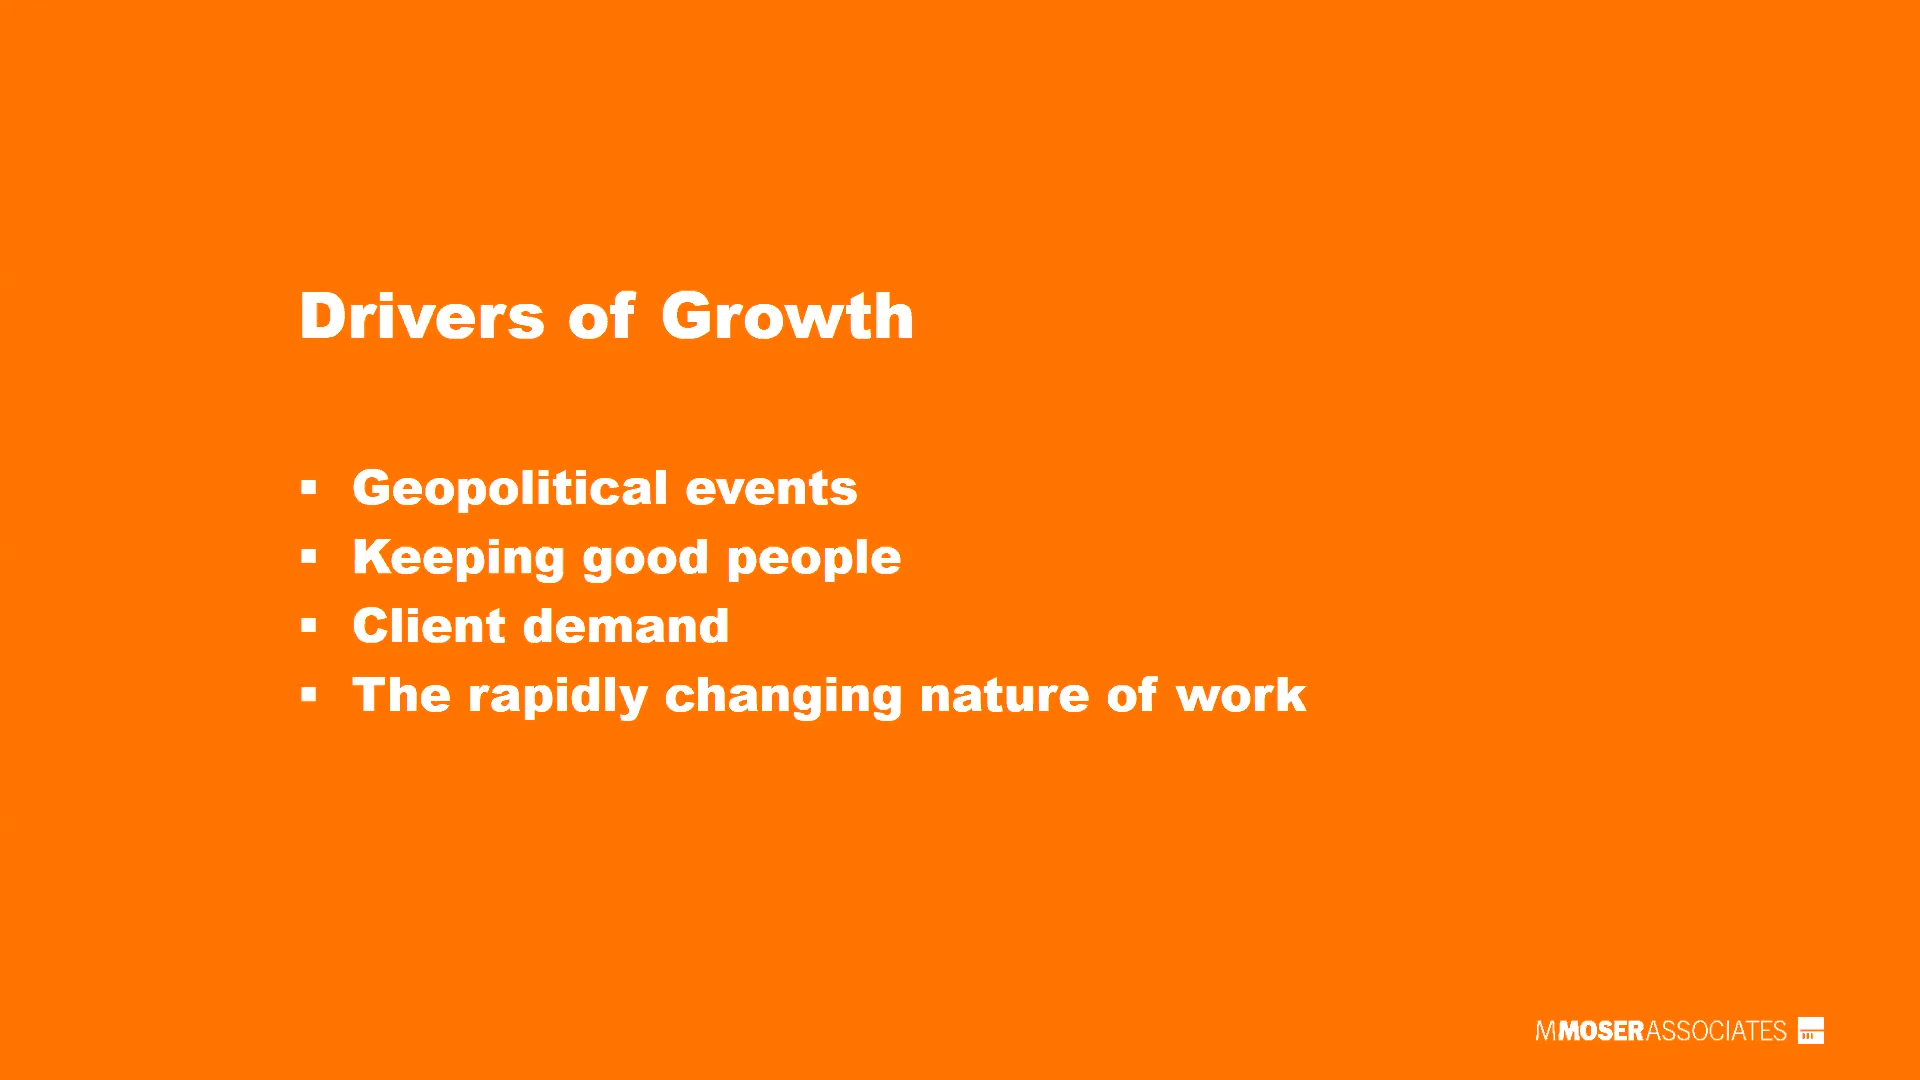 Drivers of Growth
▪ Geopolitical events
▪ Keeping good people
▪ Client demand
▪ The rapidly changing nature of work
MMOSERASSOCIATES